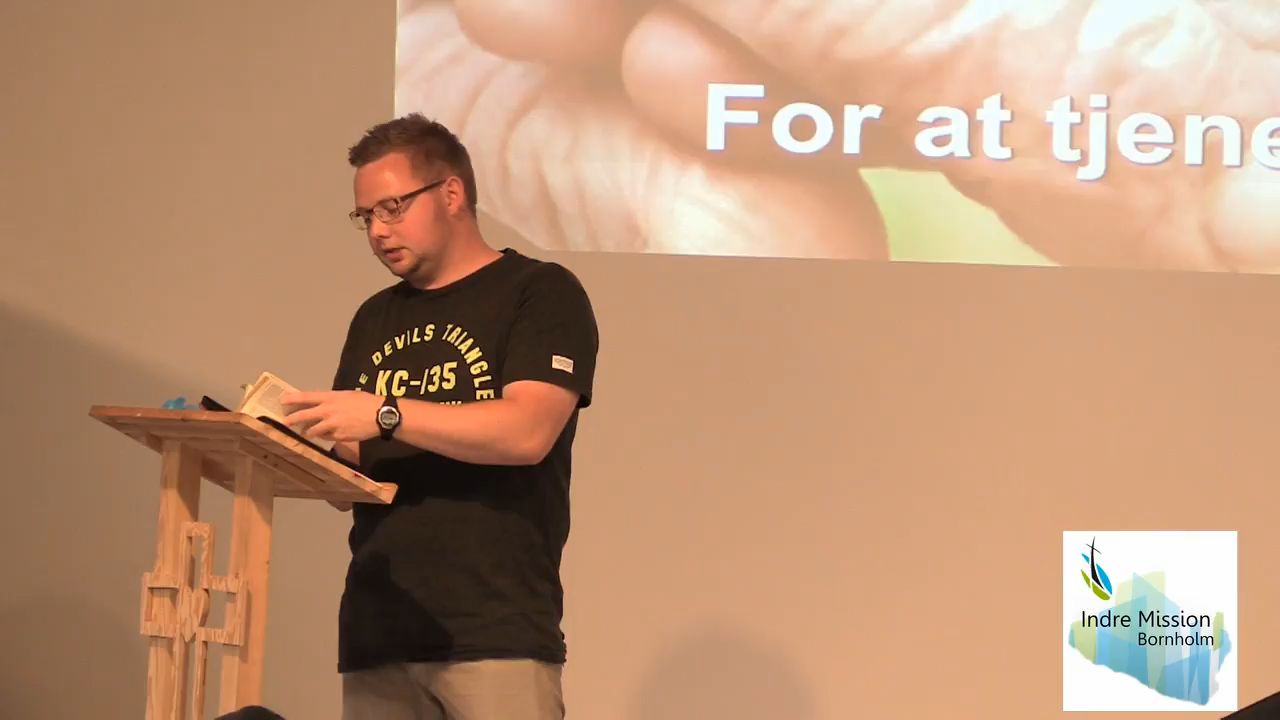 For at tjene
DEVILS TRIANGLE
KC-135
Indre Mission
Bornholm